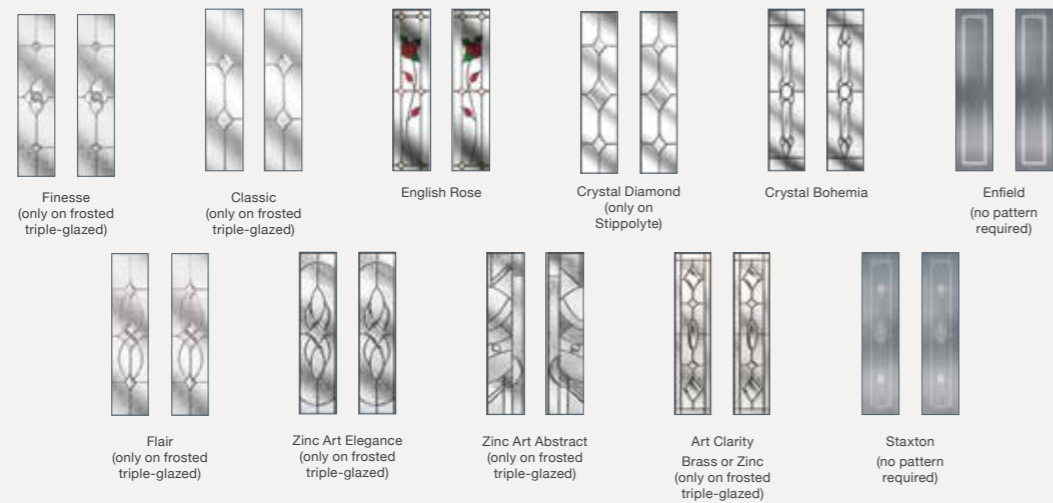 Finesse
(only on frosted
triple-glazed)
Classic
(only on frosted
triple-glazed)
English Rose
Crystal Diamond
(only on
Stippolyte)
Crystal Bohemia
Enfield
(no pattern
required)
Flair
(only on frosted
triple-glazed)
Zinc Art Elegance
(only on frosted
triple-glazed)
Zinc Art Abstract
(only on frosted
triple-glazed)
Art Clarity
Brass or Zinc
(only on frosted
triple-glazed)
Staxton
(no pattern
required)